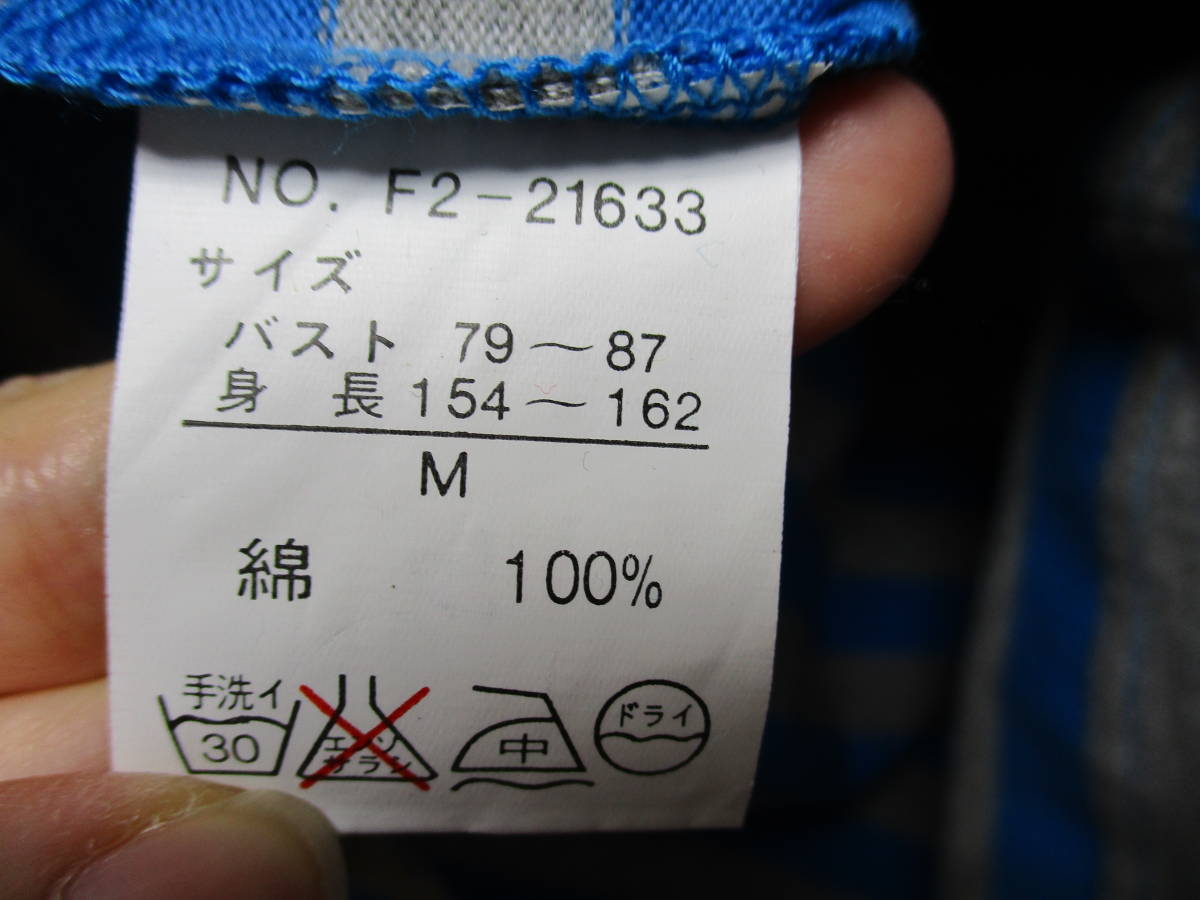 NO. F2-21633
サイズ
バスト 79～87
身 長 154～162
M
綿 100%
手洗イ
30
エンソ
サラシ
中
ドライ